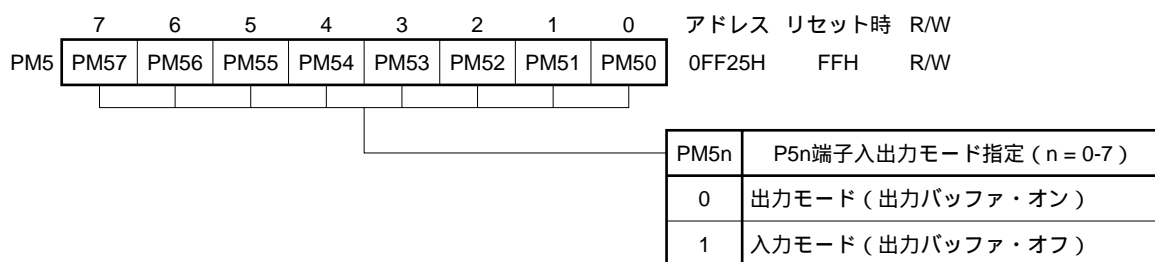 7 6 5 4 3 2 1 0 アドレス リセット時 R/W
PM5 PM57 PM56 PM55 PM54 PM53 PM52 PM51 PM50 0FF25H FFH R/W
PM5n P5n端子入出力モード指定（n = 0-7）
0 出力モード（出力バッファ・オン）
1 入力モード（出力バッファ・オフ）